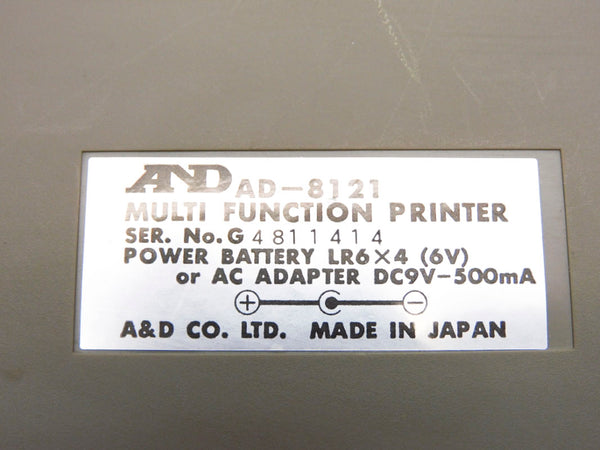 AND AD-8121
MULTI FUNCTION PRINTER
SER. No. G 4811414
POWER BATTERY LR6×4 (6V)
or AC ADAPTER DC9V-500mA
+ C −
A&D CO. LTD. MADE IN JAPAN